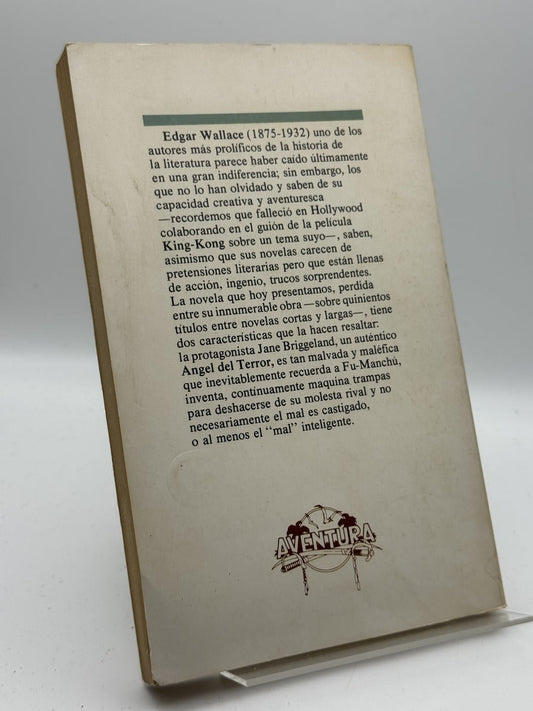 Edgar Wallace (1875-1932) uno de los
autores más prolíficos de la historia de
la literatura parece haber caído últimamente
en una gran indiferencia; sin embargo, los
que no lo han olvidado y saben de su
capacidad creativa y aventuresca
—recordemos que falleció en Hollywood
colaborando en el guión de la película
King-Kong sobre un tema suyo—, saben,
asimismo que sus novelas carecen de
pretensiones literarias pero que están llenas
de acción, ingenio, trucos sorprendentes.
La novela que hoy presentamos, perdida
entre su innumerable obra —sobre quinientos
títulos entre novelas cortas y largas—, tiene
dos características que la hacen resaltar:
la protagonista Jane Briggeland, un auténtico
Angel del Terror, es tan malvada y maléfica
que inevitablemente recuerda a Fu-Manchú,
inventa, continuamente maquina trampas
para deshacerse de su molesta rival y no
necesariamente el mal es castigado,
o al menos el "mal" inteligente.
AVENTURA